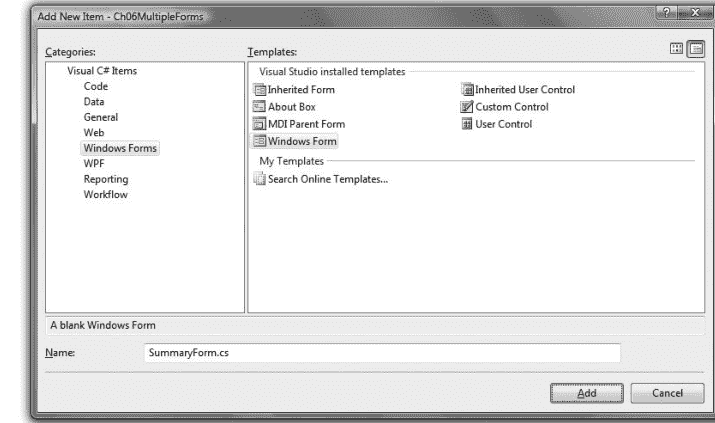 Add New Item - Ch06MultipleForms
Categories:
Visual C# Items
Code
Data
General
Web
Windows Forms
WPF
Reporting
Workflow
Templates:
Visual Studio installed templates
Inherited Form
About Box
MDI Parent Form
Windows Form
Inherited User Control
Custom Control
User Control
My Templates
Search Online Templates...
A blank Windows Form
Name:
SummaryForm.cs
Add
Cancel